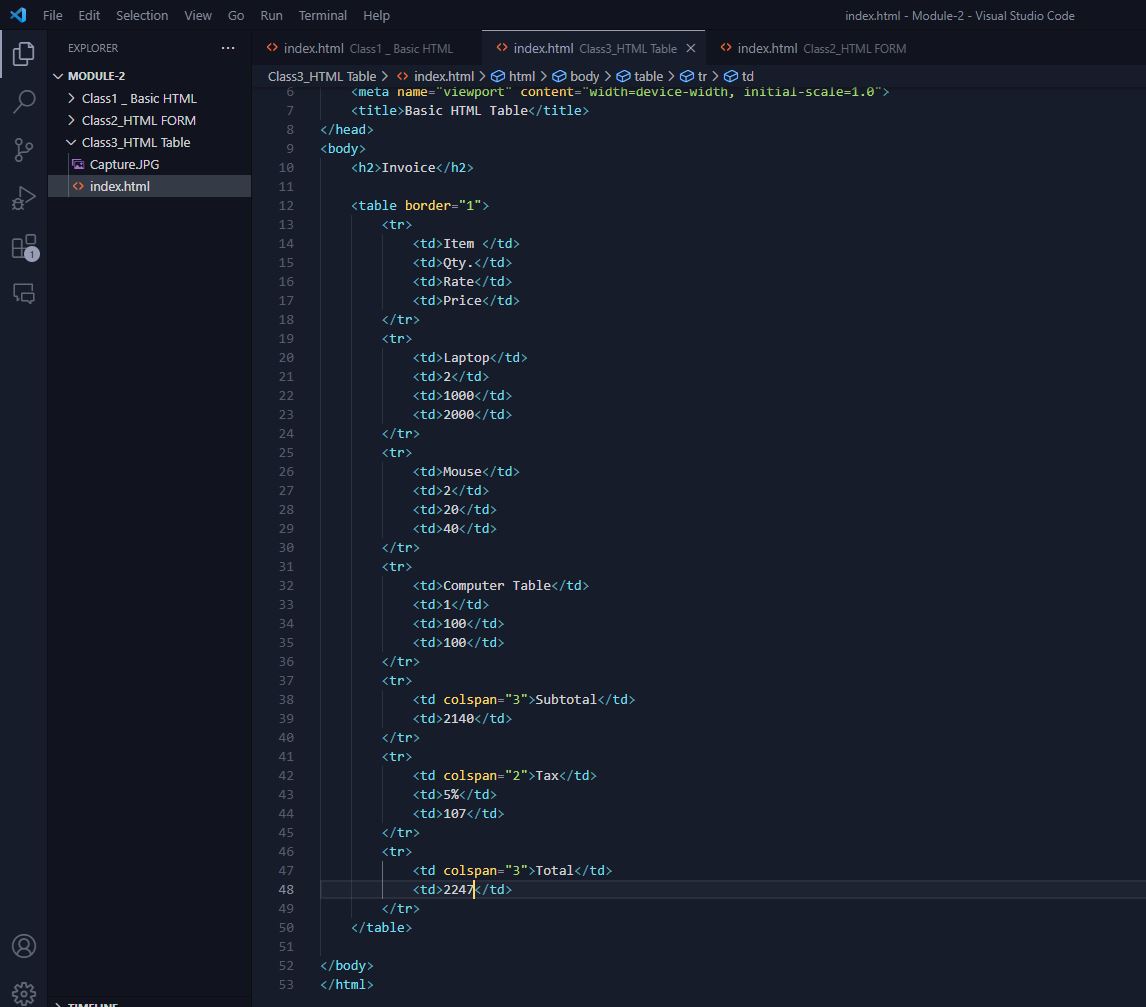 File Edit Selection View Go Run Terminal Help index.html - Module-2 - Visual Studio Code
EXPLORER ...
MODULE-2
Class1 _ Basic HTML
Class2_HTML FORM
Class3_HTML Table
Capture.JPG
index.html
1
TIMELINE
index.html Class1 _ Basic HTML index.html Class3_HTML Table index.html Class2_HTML FORM
Class3_HTML Table > index.html > html > body > table > tr > td
6 <meta name="viewport" content="width=device-width, initial-scale=1.0">
7 <title>Basic HTML Table</title>
8 </head>
9 <body>
10 <h2>Invoice</h2>
11
12 <table border="1">
13 <tr>
14 <td>Item </td>
15 <td>Qty.</td>
16 <td>Rate</td>
17 <td>Price</td>
18 </tr>
19 <tr>
20 <td>Laptop</td>
21 <td>2</td>
22 <td>1000</td>
23 <td>2000</td>
24 </tr>
25 <tr>
26 <td>Mouse</td>
27 <td>2</td>
28 <td>20</td>
29 <td>40</td>
30 </tr>
31 <tr>
32 <td>Computer Table</td>
33 <td>1</td>
34 <td>100</td>
35 <td>100</td>
36 </tr>
37 <tr>
38 <td colspan="3">Subtotal</td>
39 <td>2140</td>
40 </tr>
41 <tr>
42 <td colspan="2">Tax</td>
43 <td>5%</td>
44 <td>107</td>
45 </tr>
46 <tr>
47 <td colspan="3">Total</td>
48 <td>2247</td>
49 </tr>
50 </table>
51
52 </body>
53 </html>